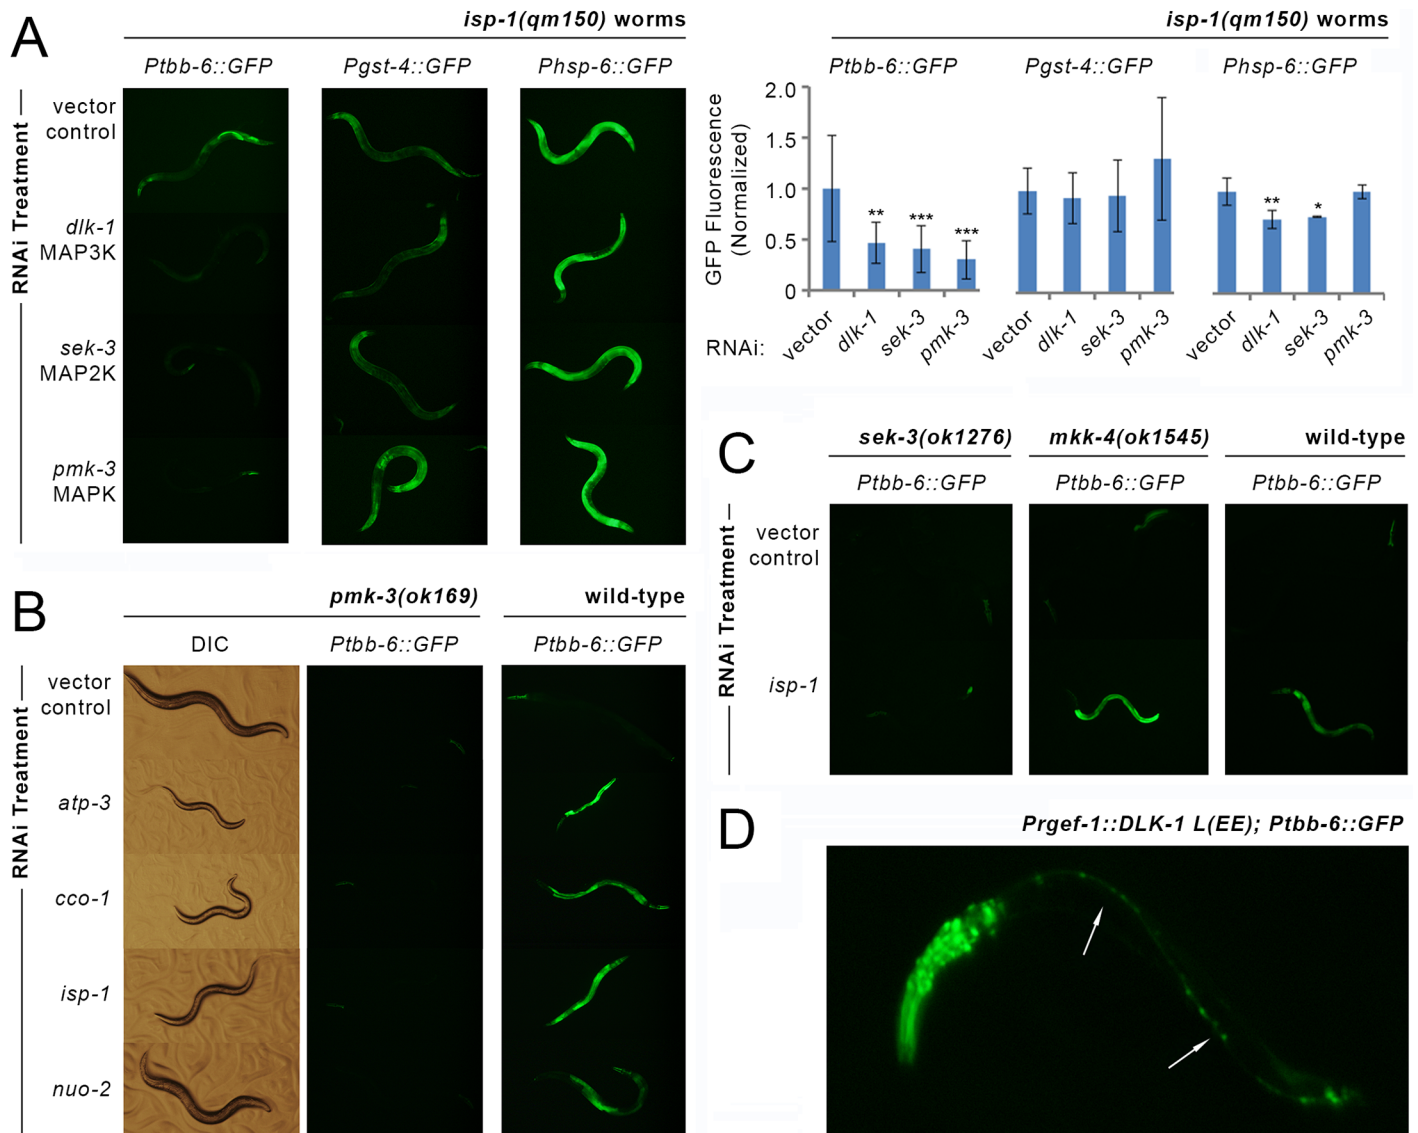 A
isp-1(qm150) worms
Ptbb-6::GFP Pgst-4::GFP Phsp-6::GFP
RNAi Treatment
vector
control
dlk-1
MAP3K
sek-3
MAP2K
pmk-3
MAPK
isp-1(qm150) worms
Ptbb-6::GFP Pgst-4::GFP Phsp-6::GFP
GFP Fluorescence
(Normalized)
2.0
1.5
1.0
0.5
0
** *** ***
** *
RNAi:
vector dlk-1 sek-3 pmk-3 vector dlk-1 sek-3 pmk-3 vector dlk-1 sek-3 pmk-3
B
pmk-3(ok169) wild-type
DIC Ptbb-6::GFP Ptbb-6::GFP
RNAi Treatment
vector
control
atp-3
cco-1
isp-1
nuo-2
C
sek-3(ok1276) mkk-4(ok1545) wild-type
Ptbb-6::GFP Ptbb-6::GFP Ptbb-6::GFP
RNAi Treatment
vector
control
isp-1
D
Prgef-1::DLK-1 L(EE); Ptbb-6::GFP